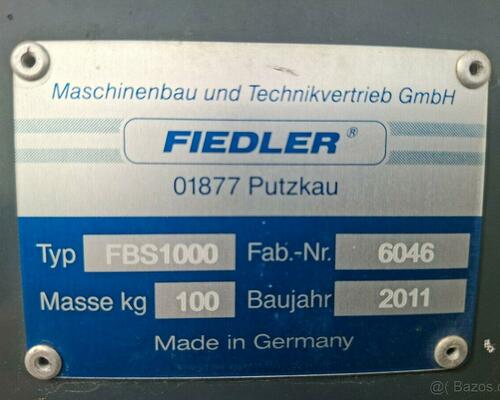 Maschinenbau und Technikvertrieb GmbH
FIEDLER®
01877 Putzkau
Typ FBS1000 Fab.-Nr. 6046
Masse kg 100 Baujahr 2011
Made in Germany